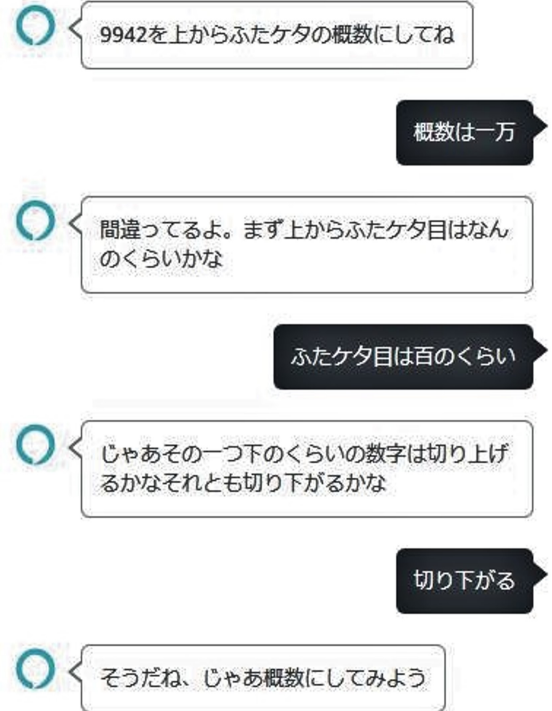 9942を上からふたケタの概数にしてね
概数は一万
間違ってるよ。まず上からふたケタ目はなん
のくらいかな
ふたケタ目は百のくらい
じゃあその一つ下のくらいの数字は切り上げ
るかなそれとも切り下がるかな
切り下がる
そうだね、じゃあ概数にしてみよう